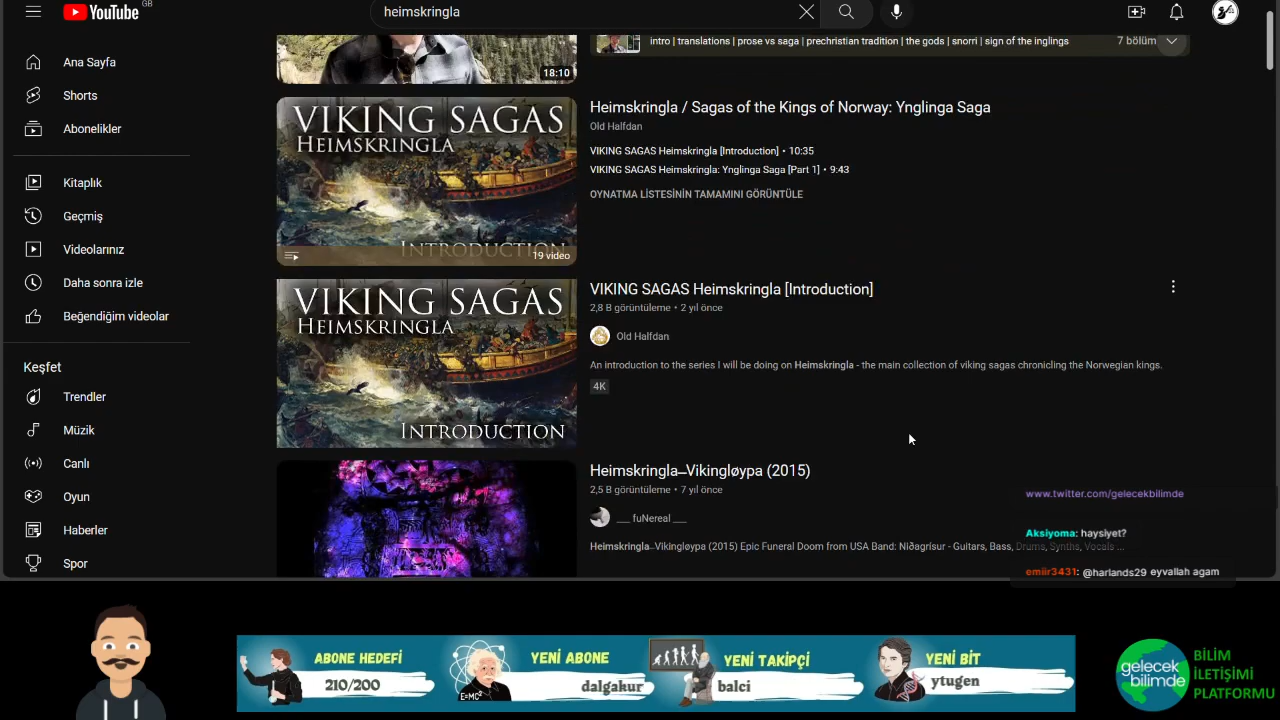 YouTube GB
heimskringla
18:10
intro | translations | prose vs saga | prechristian tradition | the gods | snorri | sign of the inglings
7 bölüm
Ana Sayfa
Shorts
Abonelikler
Kitaplık
Geçmiş
Videolarınız
Daha sonra izle
Beğendiğim videolar
Keşfet
Trendler
Müzik
Canlı
Oyun
Haberler
Spor
VIKING SAGAS
HEIMSKRINGLA
INTRODUCTION
19 video
Heimskringla / Sagas of the Kings of Norway: Ynglinga Saga
Old Halfdan
VIKING SAGAS Heimskringla [Introduction] • 10:35
VIKING SAGAS Heimskringla: Ynglinga Saga [Part 1] • 9:43
OYNATMA LİSTESİNİN TAMAMINI GÖRÜNTÜLE
VIKING SAGAS
HEIMSKRINGLA
INTRODUCTION
VIKING SAGAS Heimskringla [Introduction]
2,8 B görüntüleme • 2 yıl önce
Old Halfdan
An introduction to the series I will be doing on Heimskringla - the main collection of viking sagas chronicling the Norwegian kings.
4K
Heimskringla–Vikingløypa (2015)
2,5 B görüntüleme • 7 yıl önce
___ fuNereal ___
Heimskringla–Vikingløypa (2015) Epic Funeral Doom from USA Band: Niðagrísur - Guitars, Bass, Drums, Synths, Vocals ...
www.twitter.com/gelecekbilimde
Aksiyoma: haysiyet?
emiir3431: @harlands29 eyvallah agam
ABONE HEDEFİ
210/200
E=MC²
YENİ ABONE
dalgakur
YENİ TAKİPÇİ
balci
YENİ BİT
ytugen
gelecek
bilimde
BİLİM
İLETİŞİMİ
PLATFORMU